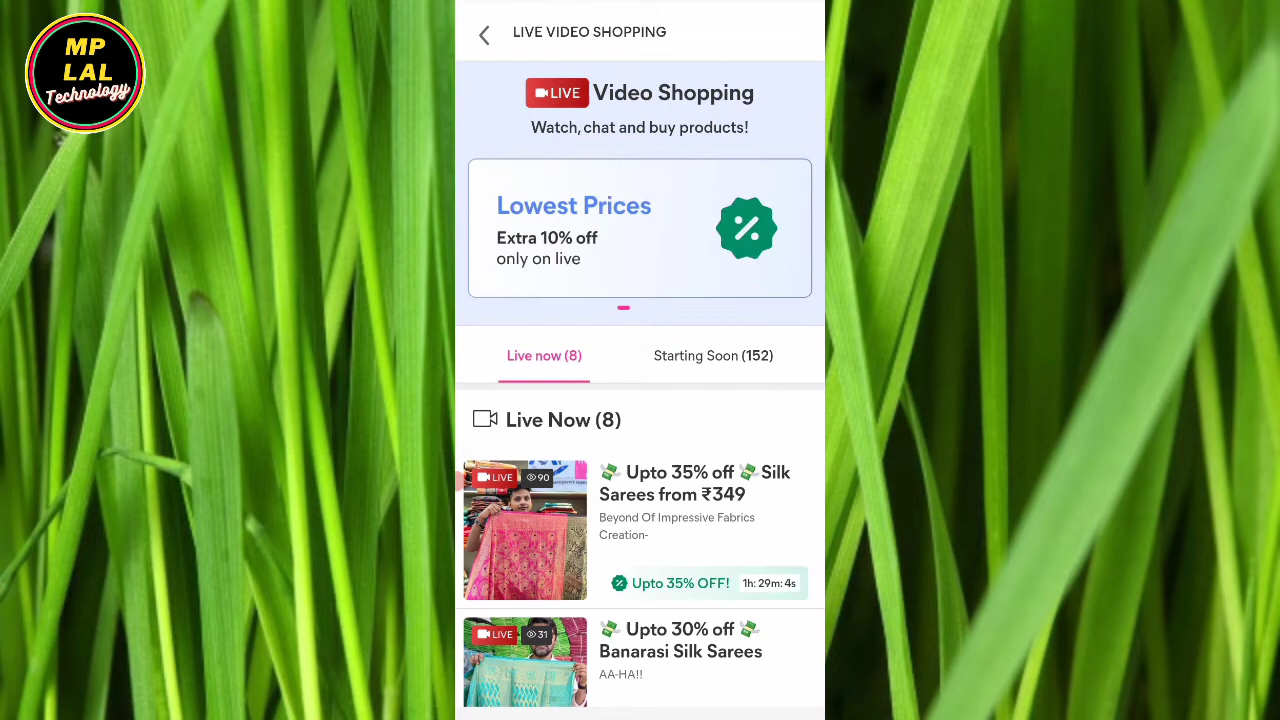 MP
LAL
Technology
LIVE VIDEO SHOPPING
LIVE Video Shopping
Watch, chat and buy products!
Lowest Prices
Extra 10% off
only on live
Live now (8)
Starting Soon (152)
Live Now (8)
LIVE 90
💸 Upto 35% off 💸Silk
Sarees from ₹349
Beyond Of Impressive Fabrics
Creation-
Upto 35% OFF! 1h: 29m: 4s
LIVE 31
💸 Upto 30% off 💸
Banarasi Silk Sarees
AA-HA!!